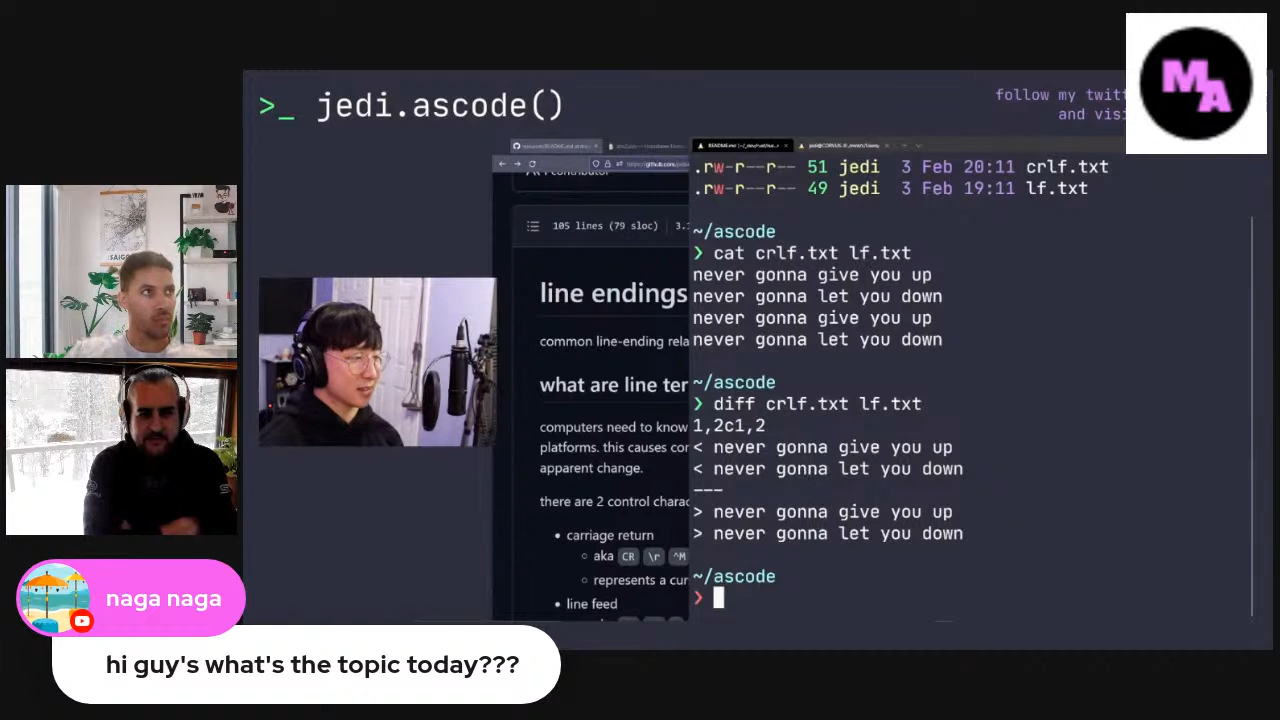 >_ jedi.ascode()
follow my twitt
and visi
MA
SAIGO
.rw-r--r-- 51 jedi 3 Feb 20:11 crlf.txt
.rw-r--r-- 49 jedi 3 Feb 19:11 lf.txt
~/ascode
❯ cat crlf.txt lf.txt
never gonna give you up
never gonna let you down
never gonna give you up
never gonna let you down
~/ascode
❯ diff crlf.txt lf.txt
1,2c1,2
< never gonna give you up
< never gonna let you down
---
> never gonna give you up
> never gonna let you down
~/ascode
❯
105 lines (79 sloc)
line endings
common line-ending rela
what are line ter
computers need to know
platforms. this causes cor
apparent change.
there are 2 control charac
• carriage return
○ aka CR \r ^M
○ represents a cur
• line feed
naga naga
hi guy's what's the topic today???